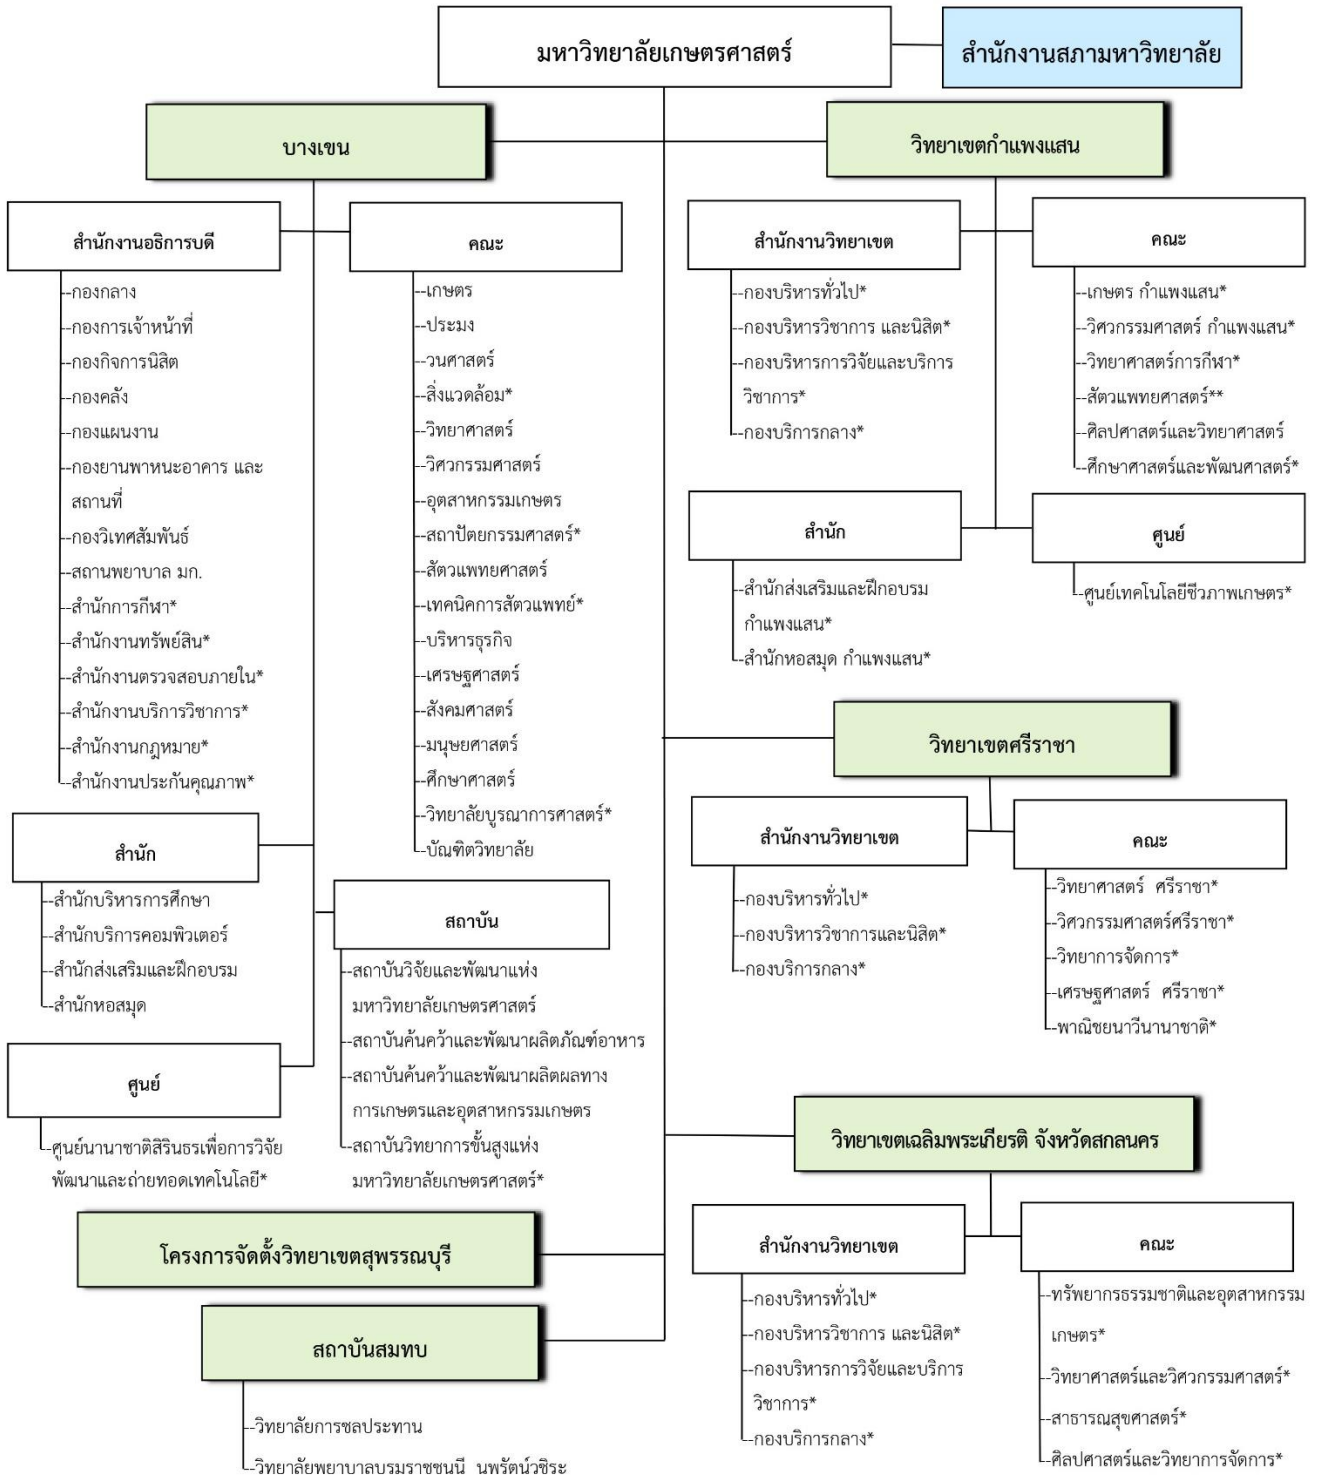 มหาวิทยาลัยเกษตรศาสตร์
สำนักงานสภามหาวิทยาลัย
บางเขน
สำนักงานอธิการบดี
--กองกลาง
--กองการเจ้าหน้าที่
--กองกิจการนิสิต
--กองคลัง
--กองแผนงาน
--กองยานพาหนะอาคาร และ
สถานที่
--กองวิเทศสัมพันธ์
--สถานพยาบาล มก.
--สำนักการกีฬา*
--สำนักงานทรัพย์สิน*
--สำนักงานตรวจสอบภายใน*
--สำนักงานบริการวิชาการ*
--สำนักงานกฎหมาย*
--สำนักงานประกันคุณภาพ*
คณะ
--เกษตร
--ประมง
--วนศาสตร์
--สิ่งแวดล้อม*
--วิทยาศาสตร์
--วิศวกรรมศาสตร์
--อุตสาหกรรมเกษตร
--สถาปัตยกรรมศาสตร์*
--สัตวแพทยศาสตร์
--เทคนิคการสัตวแพทย์*
--บริหารธุรกิจ
--เศรษฐศาสตร์
--สังคมศาสตร์
--มนุษยศาสตร์
--ศึกษาศาสตร์
--วิทยาลัยบูรณาการศาสตร์*
--บัณฑิตวิทยาลัย
สำนัก
--สำนักบริหารการศึกษา
--สำนักบริการคอมพิวเตอร์
--สำนักส่งเสริมและฝึกอบรม
--สำนักหอสมุด
สถาบัน
--สถาบันวิจัยและพัฒนาแห่ง
มหาวิทยาลัยเกษตรศาสตร์
--สถาบันค้นคว้าและพัฒนาผลิตภัณฑ์อาหาร
--สถาบันค้นคว้าและพัฒนาผลิตผลทาง
การเกษตรและอุตสาหกรรมเกษตร
--สถาบันวิทยาการขั้นสูงแห่ง
มหาวิทยาลัยเกษตรศาสตร์*
ศูนย์
--ศูนย์นานาชาติสิรินธรเพื่อการวิจัย
พัฒนาและถ่ายทอดเทคโนโลยี*
วิทยาเขตกำแพงแสน
สำนักงานวิทยาเขต
--กองบริหารทั่วไป*
--กองบริหารวิชาการ และนิสิต*
--กองบริหารการวิจัยและบริการ
วิชาการ*
--กองบริการกลาง*
คณะ
--เกษตร กำแพงแสน*
--วิศวกรรมศาสตร์ กำแพงแสน*
--วิทยาศาสตร์การกีฬา*
--สัตวแพทยศาสตร์**
--ศิลปศาสตร์และวิทยาศาสตร์
--ศึกษาศาสตร์และพัฒนศาสตร์*
สำนัก
--สำนักส่งเสริมและฝึกอบรม
กำแพงแสน*
--สำนักหอสมุด กำแพงแสน*
ศูนย์
--ศูนย์เทคโนโลยีชีวภาพเกษตร*
วิทยาเขตศรีราชา
สำนักงานวิทยาเขต
--กองบริหารทั่วไป*
--กองบริหารวิชาการและนิสิต*
--กองบริการกลาง*
คณะ
--วิทยาศาสตร์ ศรีราชา*
--วิศวกรรมศาสตร์ศรีราชา*
--วิทยาการจัดการ*
--เศรษฐศาสตร์ ศรีราชา*
--พาณิชยนาวีนานาชาติ*
วิทยาเขตเฉลิมพระเกียรติ จังหวัดสกลนคร
สำนักงานวิทยาเขต
--กองบริหารทั่วไป*
--กองบริหารวิชาการ และนิสิต*
--กองบริหารการวิจัยและบริการ
วิชาการ*
--กองบริการกลาง*
คณะ
--ทรัพยากรธรรมชาติและอุตสาหกรรม
เกษตร*
--วิทยาศาสตร์และวิศวกรรมศาสตร์*
--สาธารณสุขศาสตร์*
--ศิลปศาสตร์และวิทยาการจัดการ*
โครงการจัดตั้งวิทยาเขตสุพรรณบุรี
สถาบันสมทบ
--วิทยาลัยการชลประทาน
--วิทยาลัยพยาบาลบรมราชชนนี นพรัตน์วชิระ